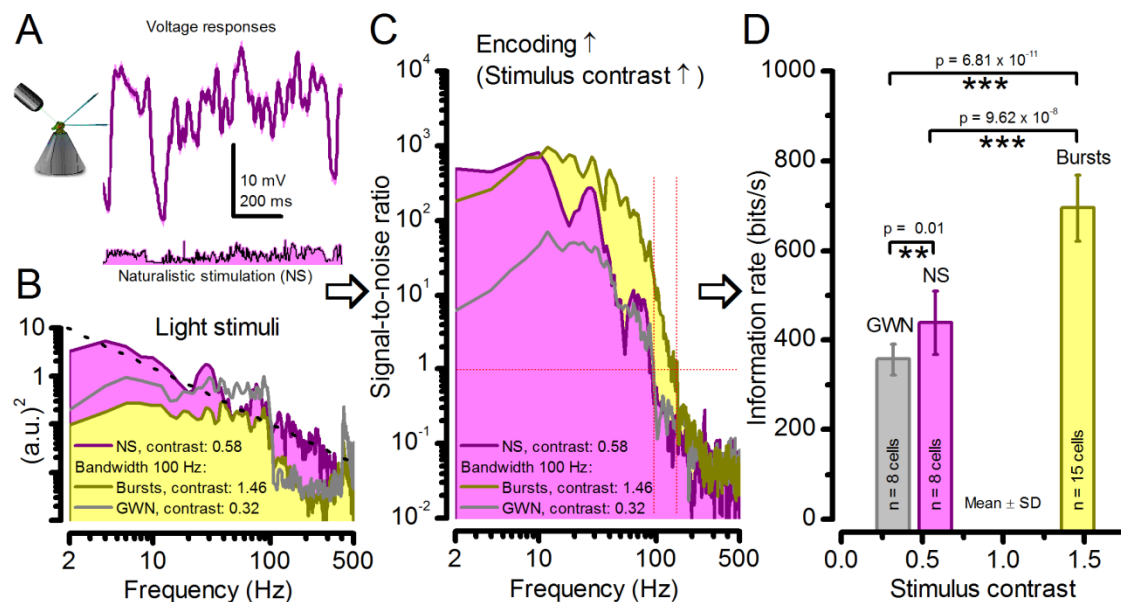 A
Voltage responses
10 mV
200 ms
Naturalistic stimulation (NS)
B
Light stimuli
(a.u.)²
10
1
NS, contrast: 0.58
Bandwidth 100 Hz:
Bursts, contrast: 1.46
GWN, contrast: 0.32
2
10
100
500
Frequency (Hz)
C
Encoding ↑
(Stimulus contrast ↑ )
Signal-to-noise ratio
10⁴
10³
10²
10
1
10⁻¹
10⁻²
NS, contrast: 0.58
Bandwidth 100 Hz:
Bursts, contrast: 1.46
GWN, contrast: 0.32
2
10
100
500
Frequency (Hz)
D
p = 6.81 x 10⁻¹¹
***
p = 9.62 x 10⁻⁸
***
Bursts
p = 0.01
**
NS
GWN
Information rate (bits/s)
1000
800
600
400
200
0
n = 8 cells
n = 8 cells
Mean ± SD
n = 15 cells
0.0
0.5
1.0
1.5
Stimulus contrast